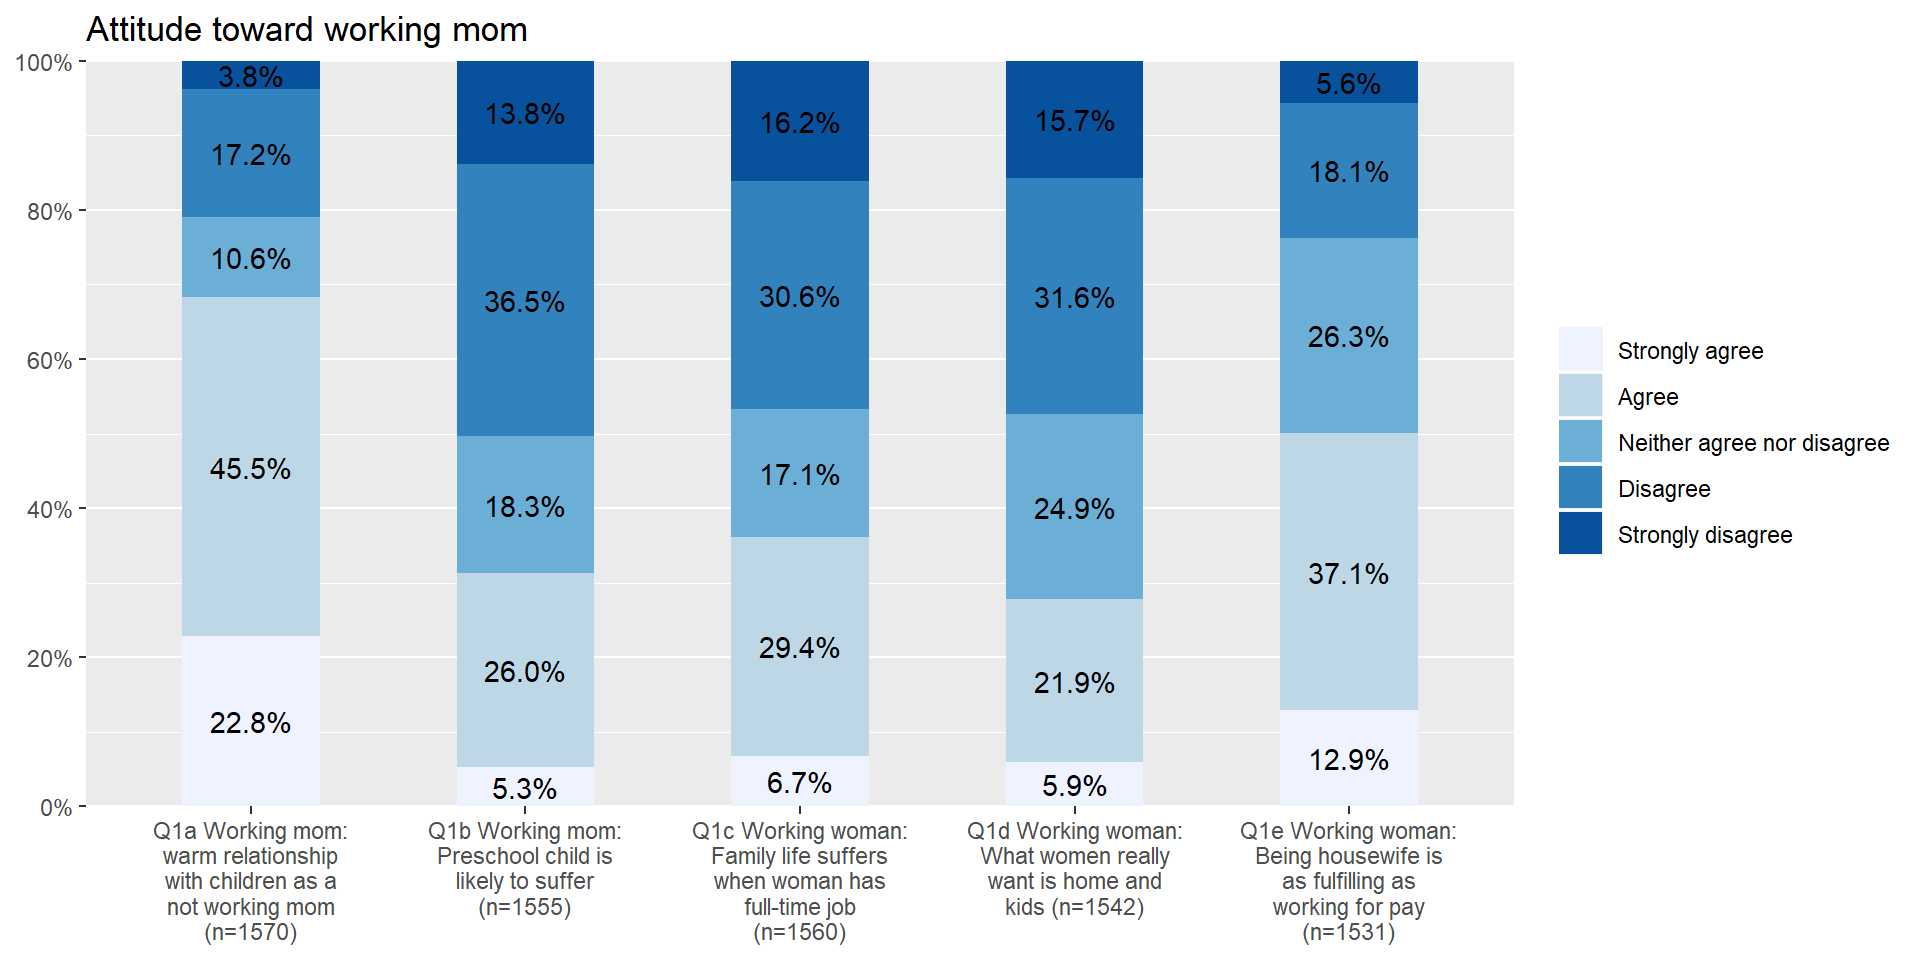 Attitude toward working mom
100%
80%
60%
40%
20%
0%
3.8%
17.2%
10.6%
45.5%
22.8%
13.8%
36.5%
18.3%
26.0%
5.3%
16.2%
30.6%
17.1%
29.4%
6.7%
15.7%
31.6%
24.9%
21.9%
5.9%
5.6%
18.1%
26.3%
37.1%
12.9%
Q1a Working mom:
warm relationship
with children as a
not working mom
(n=1570)
Q1b Working mom:
Preschool child is
likely to suffer
(n=1555)
Q1c Working woman:
Family life suffers
when woman has
full-time job
(n=1560)
Q1d Working woman:
What women really
want is home and
kids (n=1542)
Q1e Working woman:
Being housewife is
as fulfilling as
working for pay
(n=1531)
Strongly agree
Agree
Neither agree nor disagree
Disagree
Strongly disagree